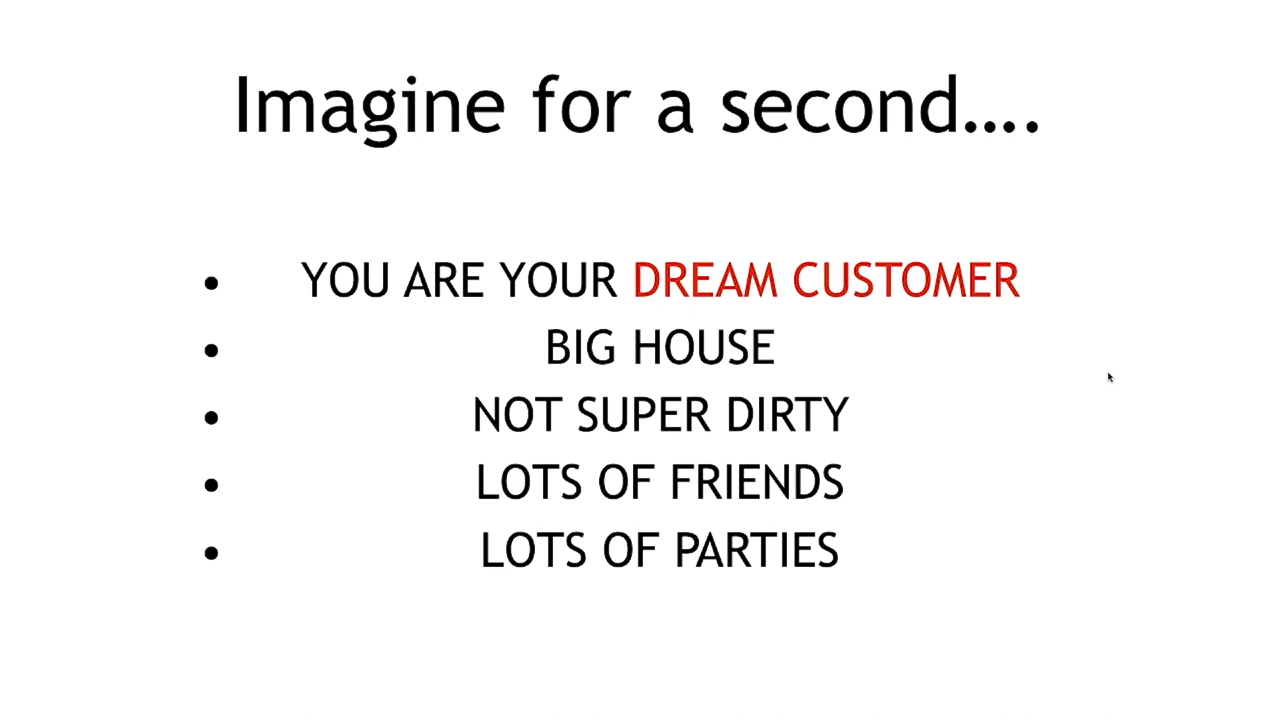 Imagine for a second....
• YOU ARE YOUR DREAM CUSTOMER
• BIG HOUSE
• NOT SUPER DIRTY
• LOTS OF FRIENDS
• LOTS OF PARTIES